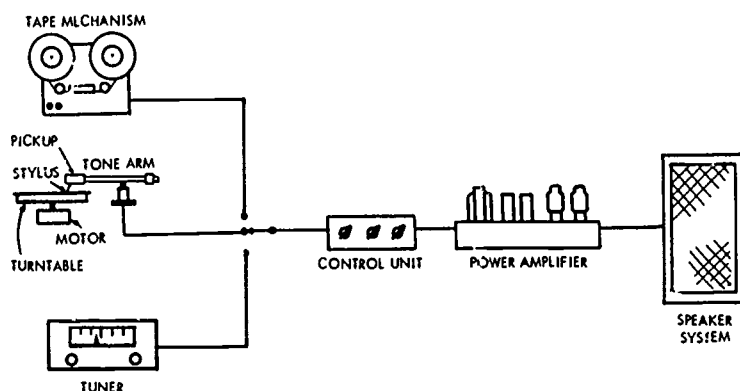 TAPE MLCHANISM
PICKUP
TONE ARM
STYLUS
MOTOR
TURNTABLE
CONTROL UNIT
POWER AMPLIFIER
SPEAKER
SYSTEM
TUNER